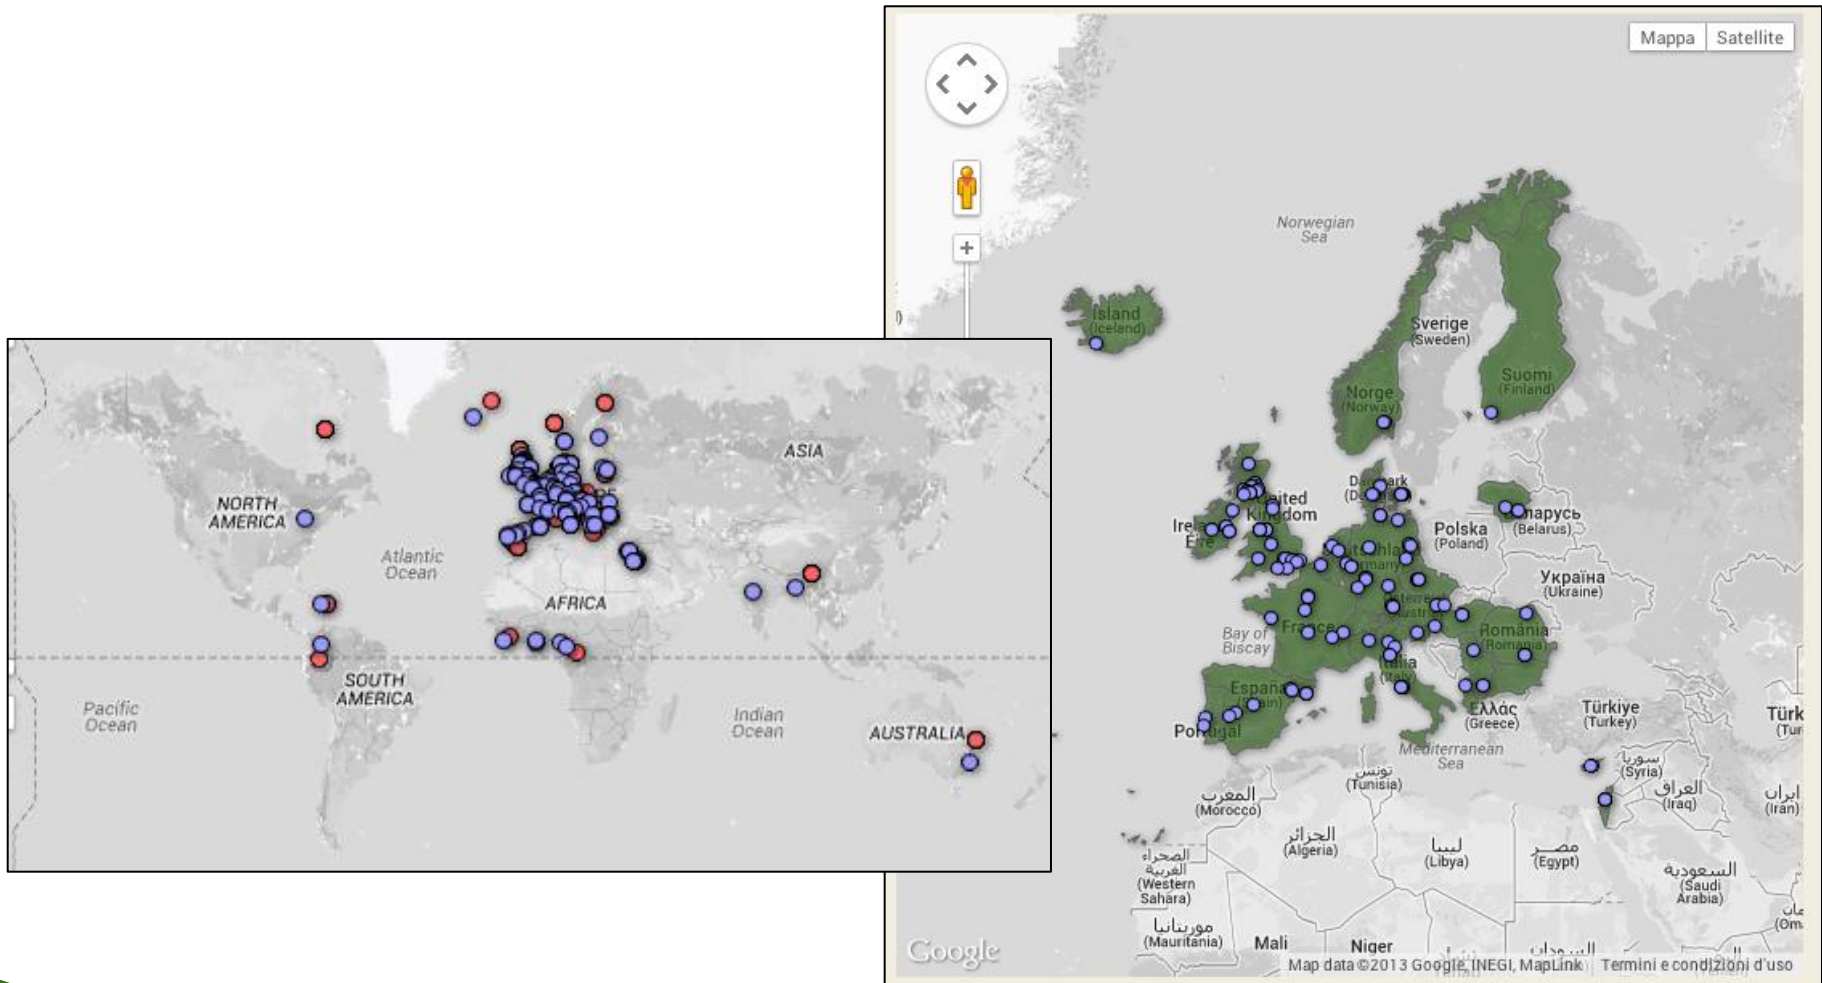 Mappa
Satellite
Norwegian
Sea
Island
(Iceland)
Sverige
(Sweden)
Suomi
(Finland)
Norge
(Norway)
Kingdom
Polska
(Poland)
(Belarus)
Україна
(Ukraine)
Bay of
Biscay
France
România
(Romania)
España
Ελλάς
(Greece)
Türkiye
(Turkey)
Mediterranean
Sea
تونس
(Tunisia)
سوريا
(Syria)
العراق
(Iraq)
ايران
(Iran)
المغرب
(Morocco)
الجزائر
(Algeria)
ليبيا
(Libya)
مصر
(Egypt)
الصحراء
الغربية
(Western
Sahara)
السعودية
(Saudi
Arabia)
موريتانيا
(Mauritania)
Mali
Niger
السودان
Google
Map data ©2013 Google, INEGI, MapLink
Termini e condizioni d'uso
ASIA
NORTH
AMERICA
Atlantic
Ocean
AFRICA
SOUTH
AMERICA
Pacific
Ocean
Indian
Ocean
AUSTRALIA